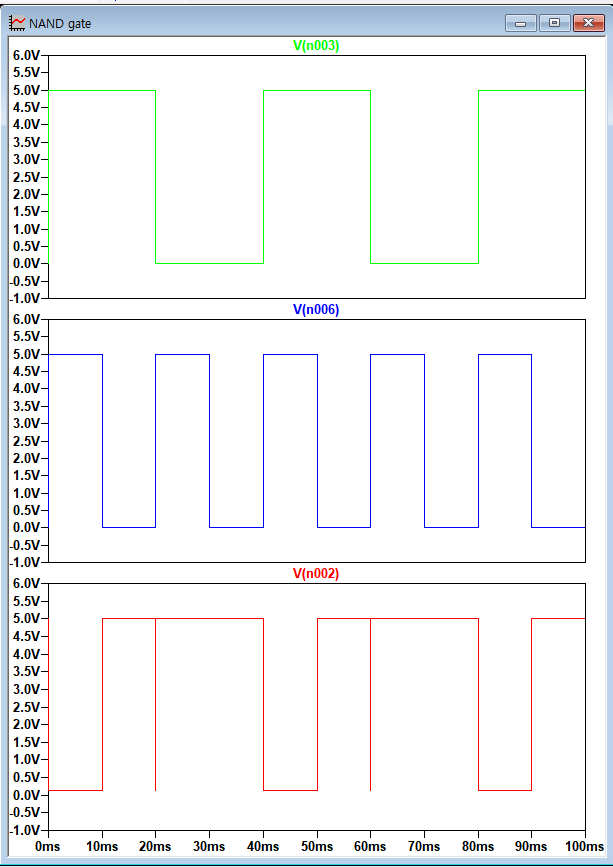 NAND gate
V(n003)
6.0V
5.5V
5.0V
4.5V
4.0V
3.5V
3.0V
2.5V
2.0V
1.5V
1.0V
0.5V
0.0V
-0.5V
-1.0V
V(n006)
6.0V
5.5V
5.0V
4.5V
4.0V
3.5V
3.0V
2.5V
2.0V
1.5V
1.0V
0.5V
0.0V
-0.5V
-1.0V
V(n002)
6.0V
5.5V
5.0V
4.5V
4.0V
3.5V
3.0V
2.5V
2.0V
1.5V
1.0V
0.5V
0.0V
-0.5V
-1.0V
0ms 10ms 20ms 30ms 40ms 50ms 60ms 70ms 80ms 90ms 100ms